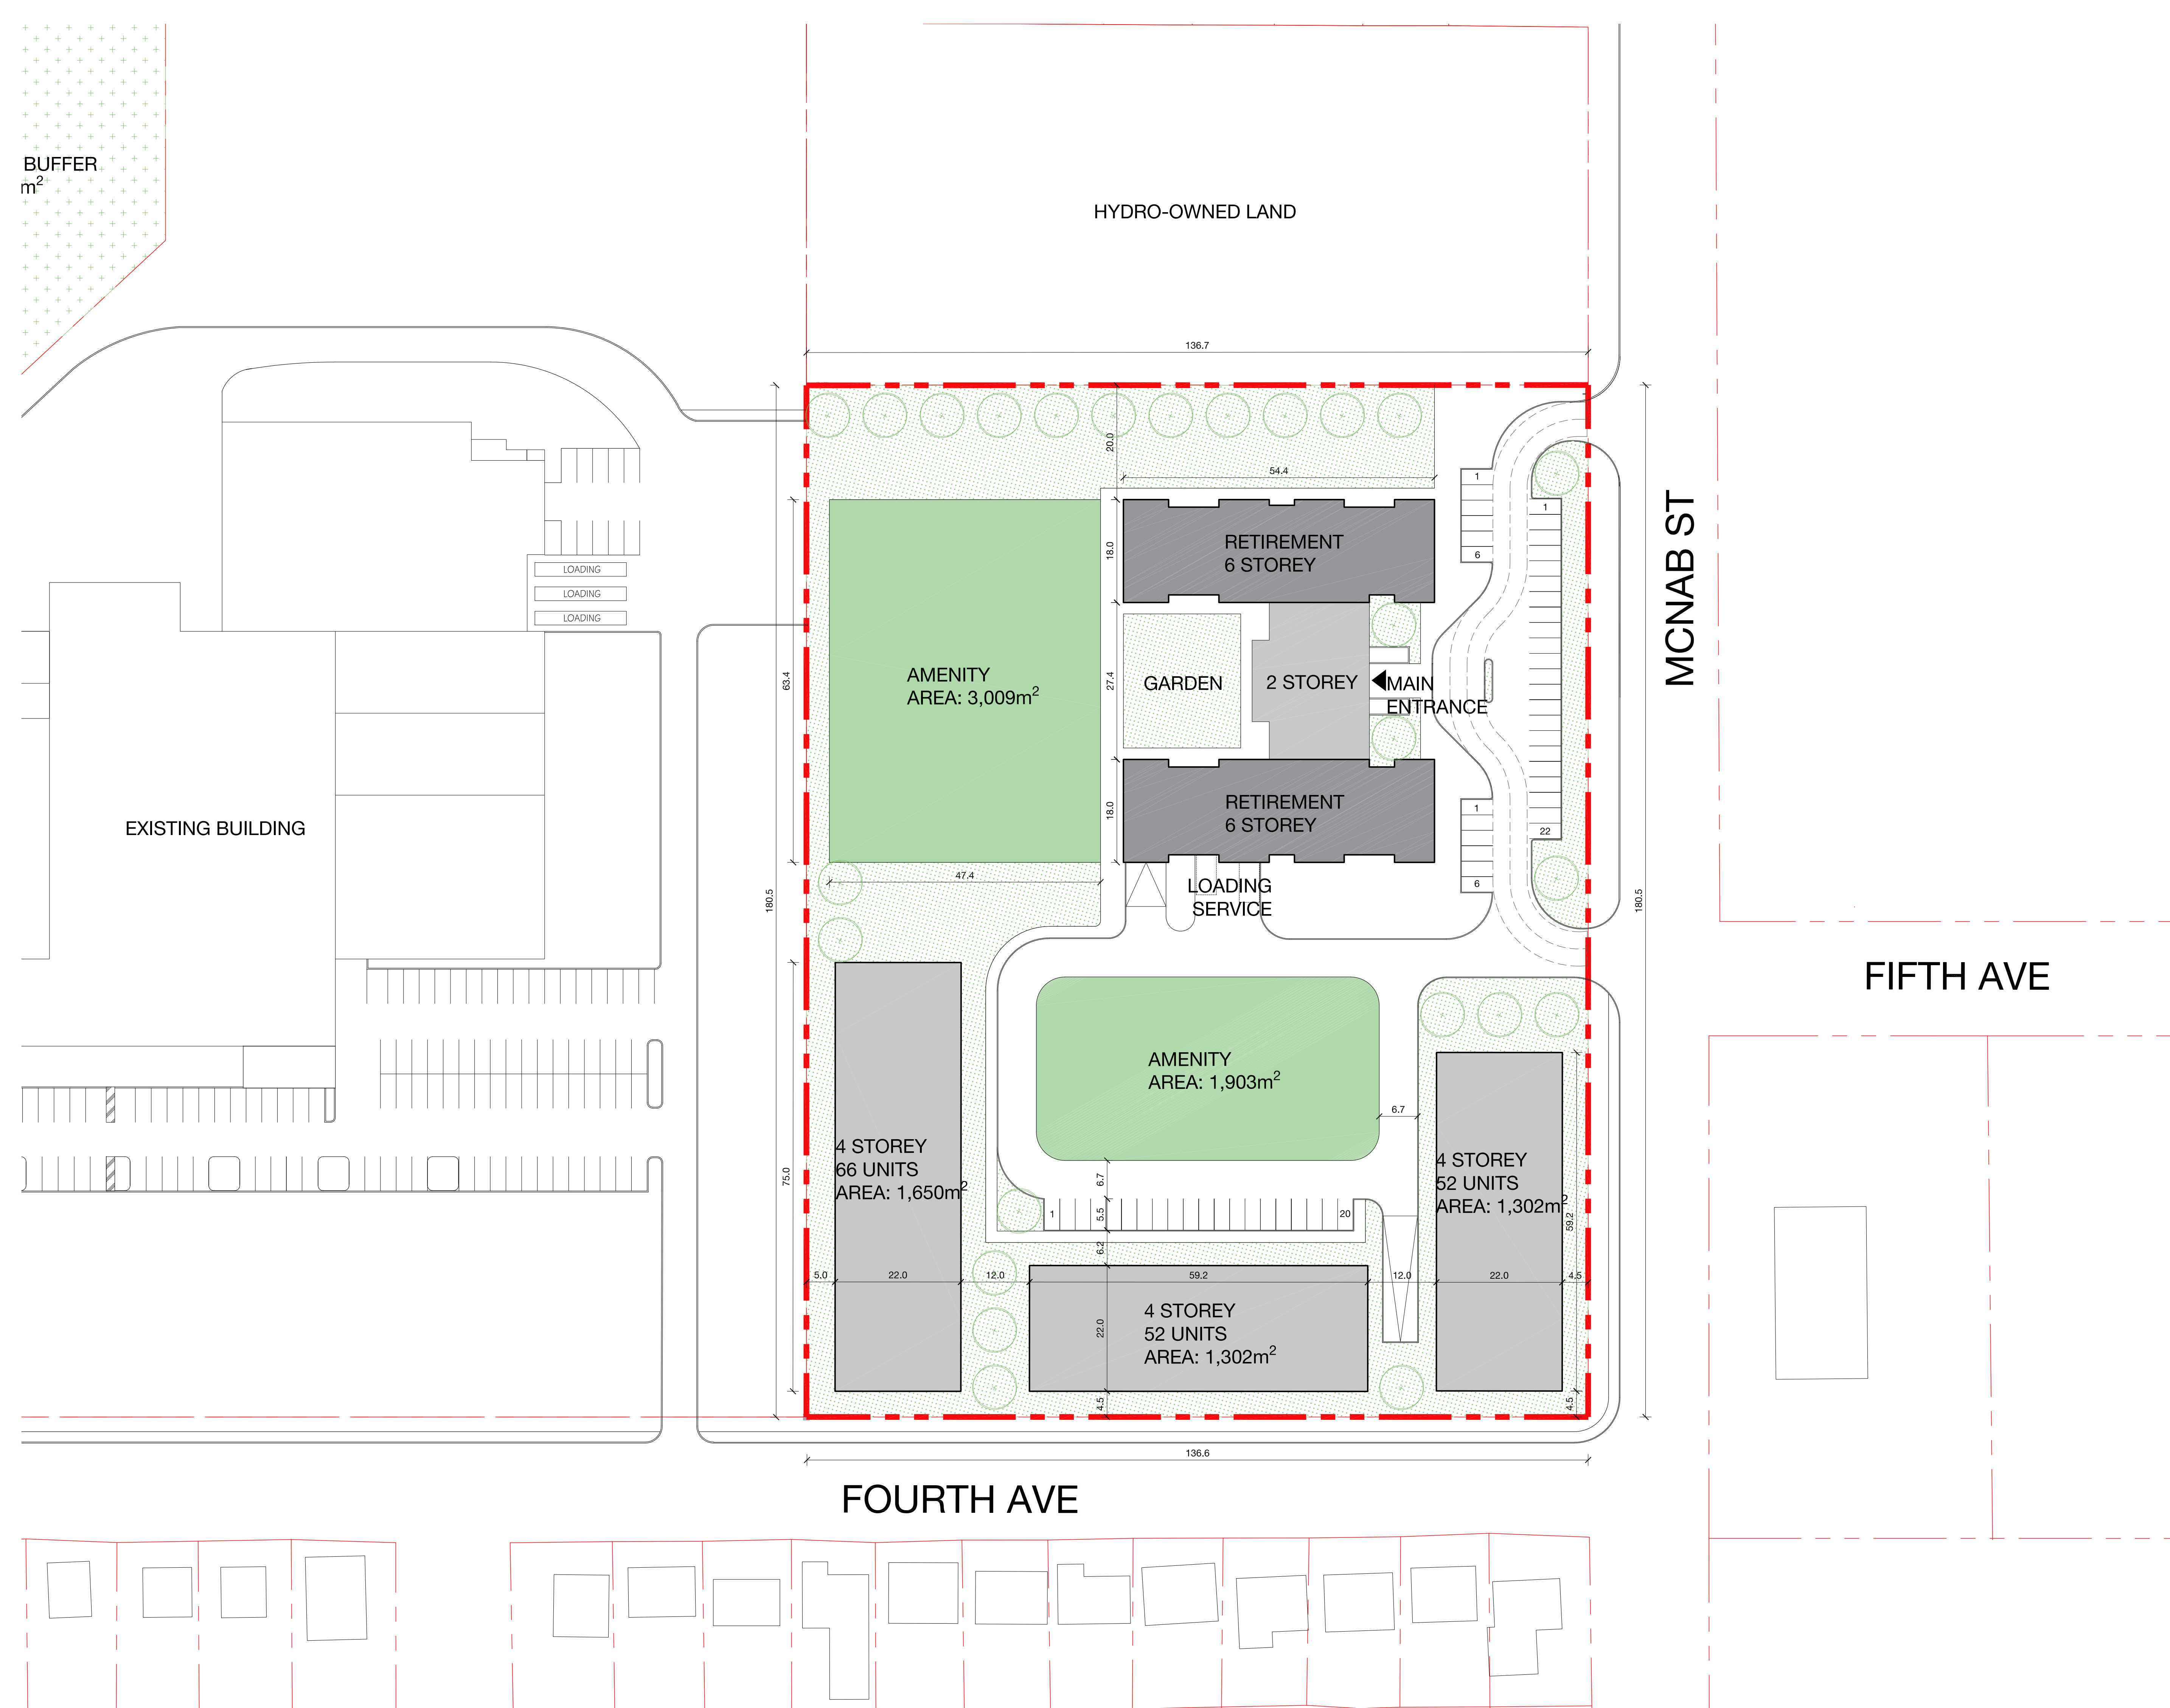 BUFFER
m²
HYDRO-OWNED LAND
136.7
20.0
54.4
1
1
6
LOADING
LOADING
LOADING
RETIREMENT
6 STOREY
18.0
MCNAB ST
63.4
AMENITY
AREA: 3,009m²
27.4
GARDEN
2 STOREY
MAIN
ENTRANCE
EXISTING BUILDING
18.0
RETIREMENT
6 STOREY
1
22
6
47.4
LOADING
SERVICE
180.5
180.5
FIFTH AVE
AMENITY
AREA: 1,903m²
6.7
4 STOREY
66 UNITS
AREA: 1,650m²
75.0
4 STOREY
52 UNITS
AREA: 1,302m²
59.2
6.7
1
5.5
20
6.2
5.0
22.0
12.0
59.2
12.0
22.0
4.5
22.0
4 STOREY
52 UNITS
AREA: 1,302m²
4.5
4.5
136.6
FOURTH AVE